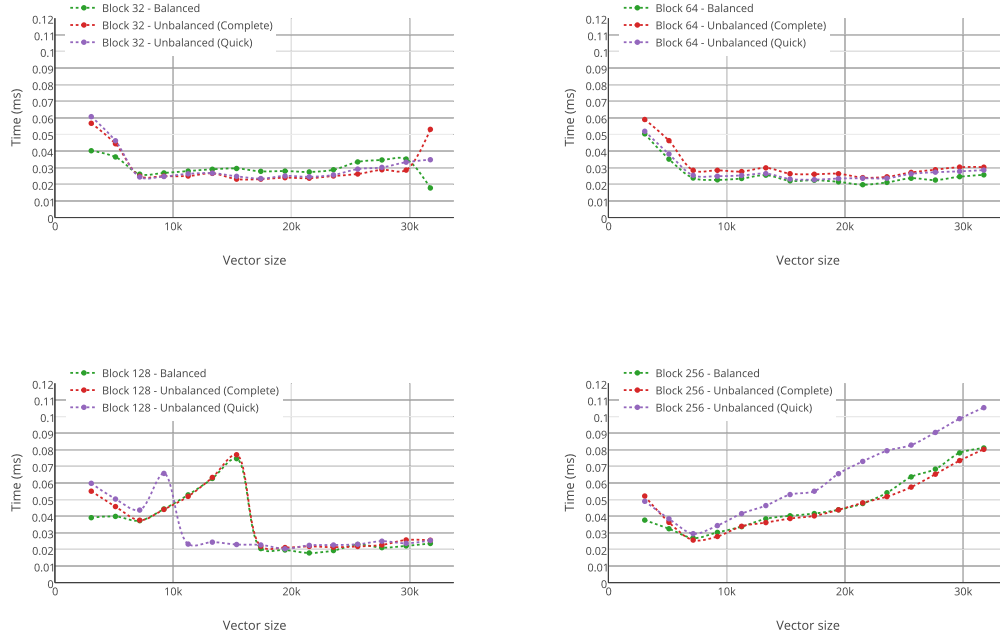 Block 32 - Balanced
Block 32 - Unbalanced (Complete)
Block 32 - Unbalanced (Quick)
0.12
0.11
0.1
0.09
0.08
0.07
0.06
0.05
0.04
0.03
0.02
0.01
0
Time (ms)
0 10k 20k 30k
Vector size
Block 64 - Balanced
Block 64 - Unbalanced (Complete)
Block 64 - Unbalanced (Quick)
0.12
0.11
0.1
0.09
0.08
0.07
0.06
0.05
0.04
0.03
0.02
0.01
0
Time (ms)
0 10k 20k 30k
Vector size
Block 128 - Balanced
Block 128 - Unbalanced (Complete)
Block 128 - Unbalanced (Quick)
0.12
0.11
0.1
0.09
0.08
0.07
0.06
0.05
0.04
0.03
0.02
0.01
0
Time (ms)
0 10k 20k 30k
Vector size
Block 256 - Balanced
Block 256 - Unbalanced (Complete)
Block 256 - Unbalanced (Quick)
0.12
0.11
0.1
0.09
0.08
0.07
0.06
0.05
0.04
0.03
0.02
0.01
0
Time (ms)
0 10k 20k 30k
Vector size